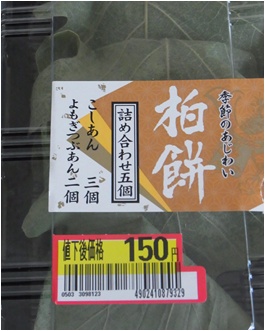 季節のあじわい
柏餅
詰め合わせ五個
こしあん 三個
よもぎつぶあん二個
値下後価格
150円
0503 3098123
4902410879329